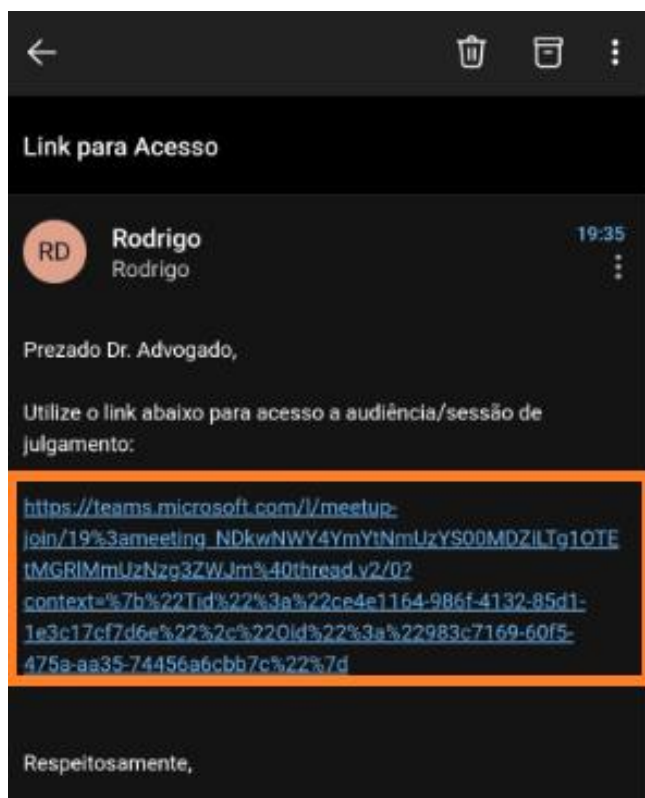 Link para Acesso
RD
Rodrigo
19:35
Rodrigo
Prezado Dr. Advogado,
Utilize o link abaixo para acesso a audiência/sessão de
julgamento:
https://teams.microsoft.com/l/meetup-
join/19%3ameeting_NDkwNWY4YmYtNmUzYS00MDZiLTg1OTE
tMGRlMmUzNzg3ZWJm%40thread.v2/0?
context=%7b%22Tid%22%3a%22ce4e1164-986f-4132-85d1-
1e3c17cf7d6e%22%2c%22Oid%22%3a%22983c7169-60f5-
475a-aa35-74456a6cbb7c%22%7d
Respeitosamente,